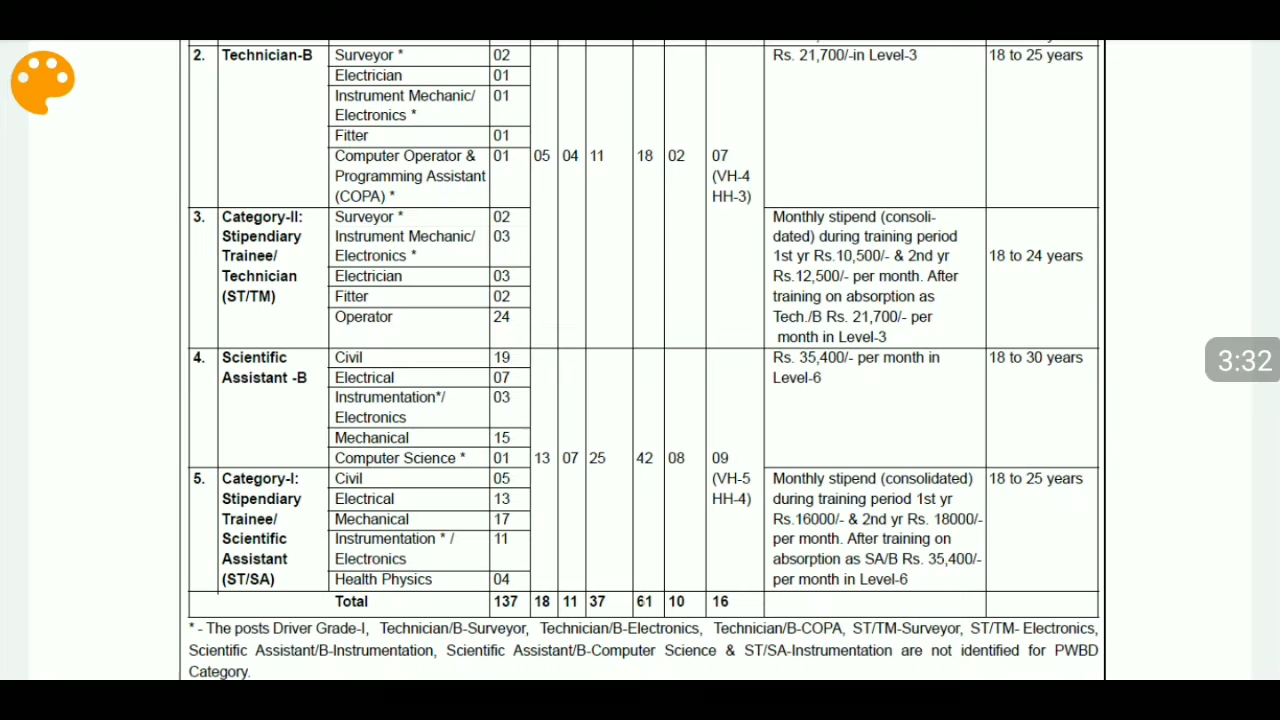 2. Technician-B Surveyor * 02 Rs. 21,700/-in Level-3 18 to 25 years
Electrician 01
Instrument Mechanic/ 01
Electronics *
Fitter 01
Computer Operator & 01 05 04 11 18 02 07
Programming Assistant (VH-4
(COPA) * HH-3)
3. Category-II: Surveyor * 02 Monthly stipend (consoli-
Stipendiary Instrument Mechanic/ 03 dated) during training period
Trainee/ Electronics * 1st yr Rs.10,500/- & 2nd yr 18 to 24 years
Technician Electrician 03 Rs.12,500/- per month. After
(ST/TM) Fitter 02 training on absorption as
Operator 24 Tech./B Rs. 21,700/- per
month in Level-3
4. Scientific Civil 19 Rs. 35,400/- per month in 18 to 30 years
Assistant -B Electrical 07 Level-6
3:32
Instrumentation*/ 03
Electronics
Mechanical 15
Computer Science * 01 13 07 25 42 08 09
5. Category-I: Civil 05 (VH-5 Monthly stipend (consolidated) 18 to 25 years
Stipendiary Electrical 13 HH-4) during training period 1st yr
Trainee/ Mechanical 17 Rs.16000/- & 2nd yr Rs. 18000/-
Scientific Instrumentation * / 11 per month. After training on
Assistant Electronics absorption as SA/B Rs. 35,400/-
(ST/SA) Health Physics 04 per month in Level-6
Total 137 18 11 37 61 10 16
* - The posts Driver Grade-I, Technician/B-Surveyor, Technician/B-Electronics, Technician/B-COPA, ST/TM-Surveyor, ST/TM- Electronics,
Scientific Assistant/B-Instrumentation, Scientific Assistant/B-Computer Science & ST/SA-Instrumentation are not identified for PWBD
Category.